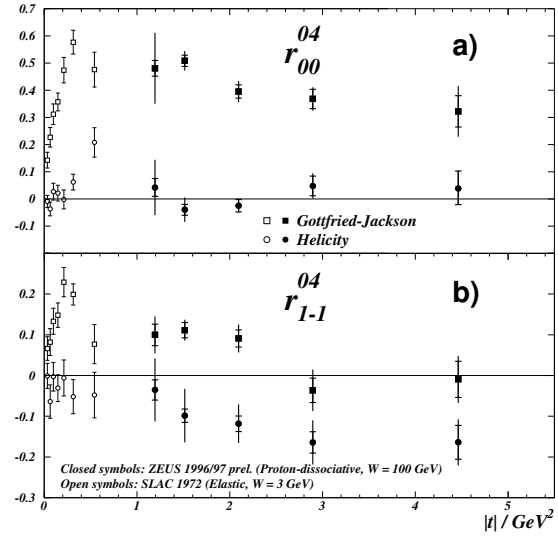 0.7
0.6
r 04 00
a)
0.5
0.4
0.3
0.2
0.1
0
-0.1
□ ■ Gottfried-Jackson
○ ● Helicity
r 04 1-1
b)
0.2
0.1
0
-0.1
-0.2
Closed symbols: ZEUS 1996/97 prel. (Proton-dissociative, W = 100 GeV)
Open symbols: SLAC 1972 (Elastic, W = 3 GeV)
-0.3
0 1 2 3 4 5
|t| / GeV²